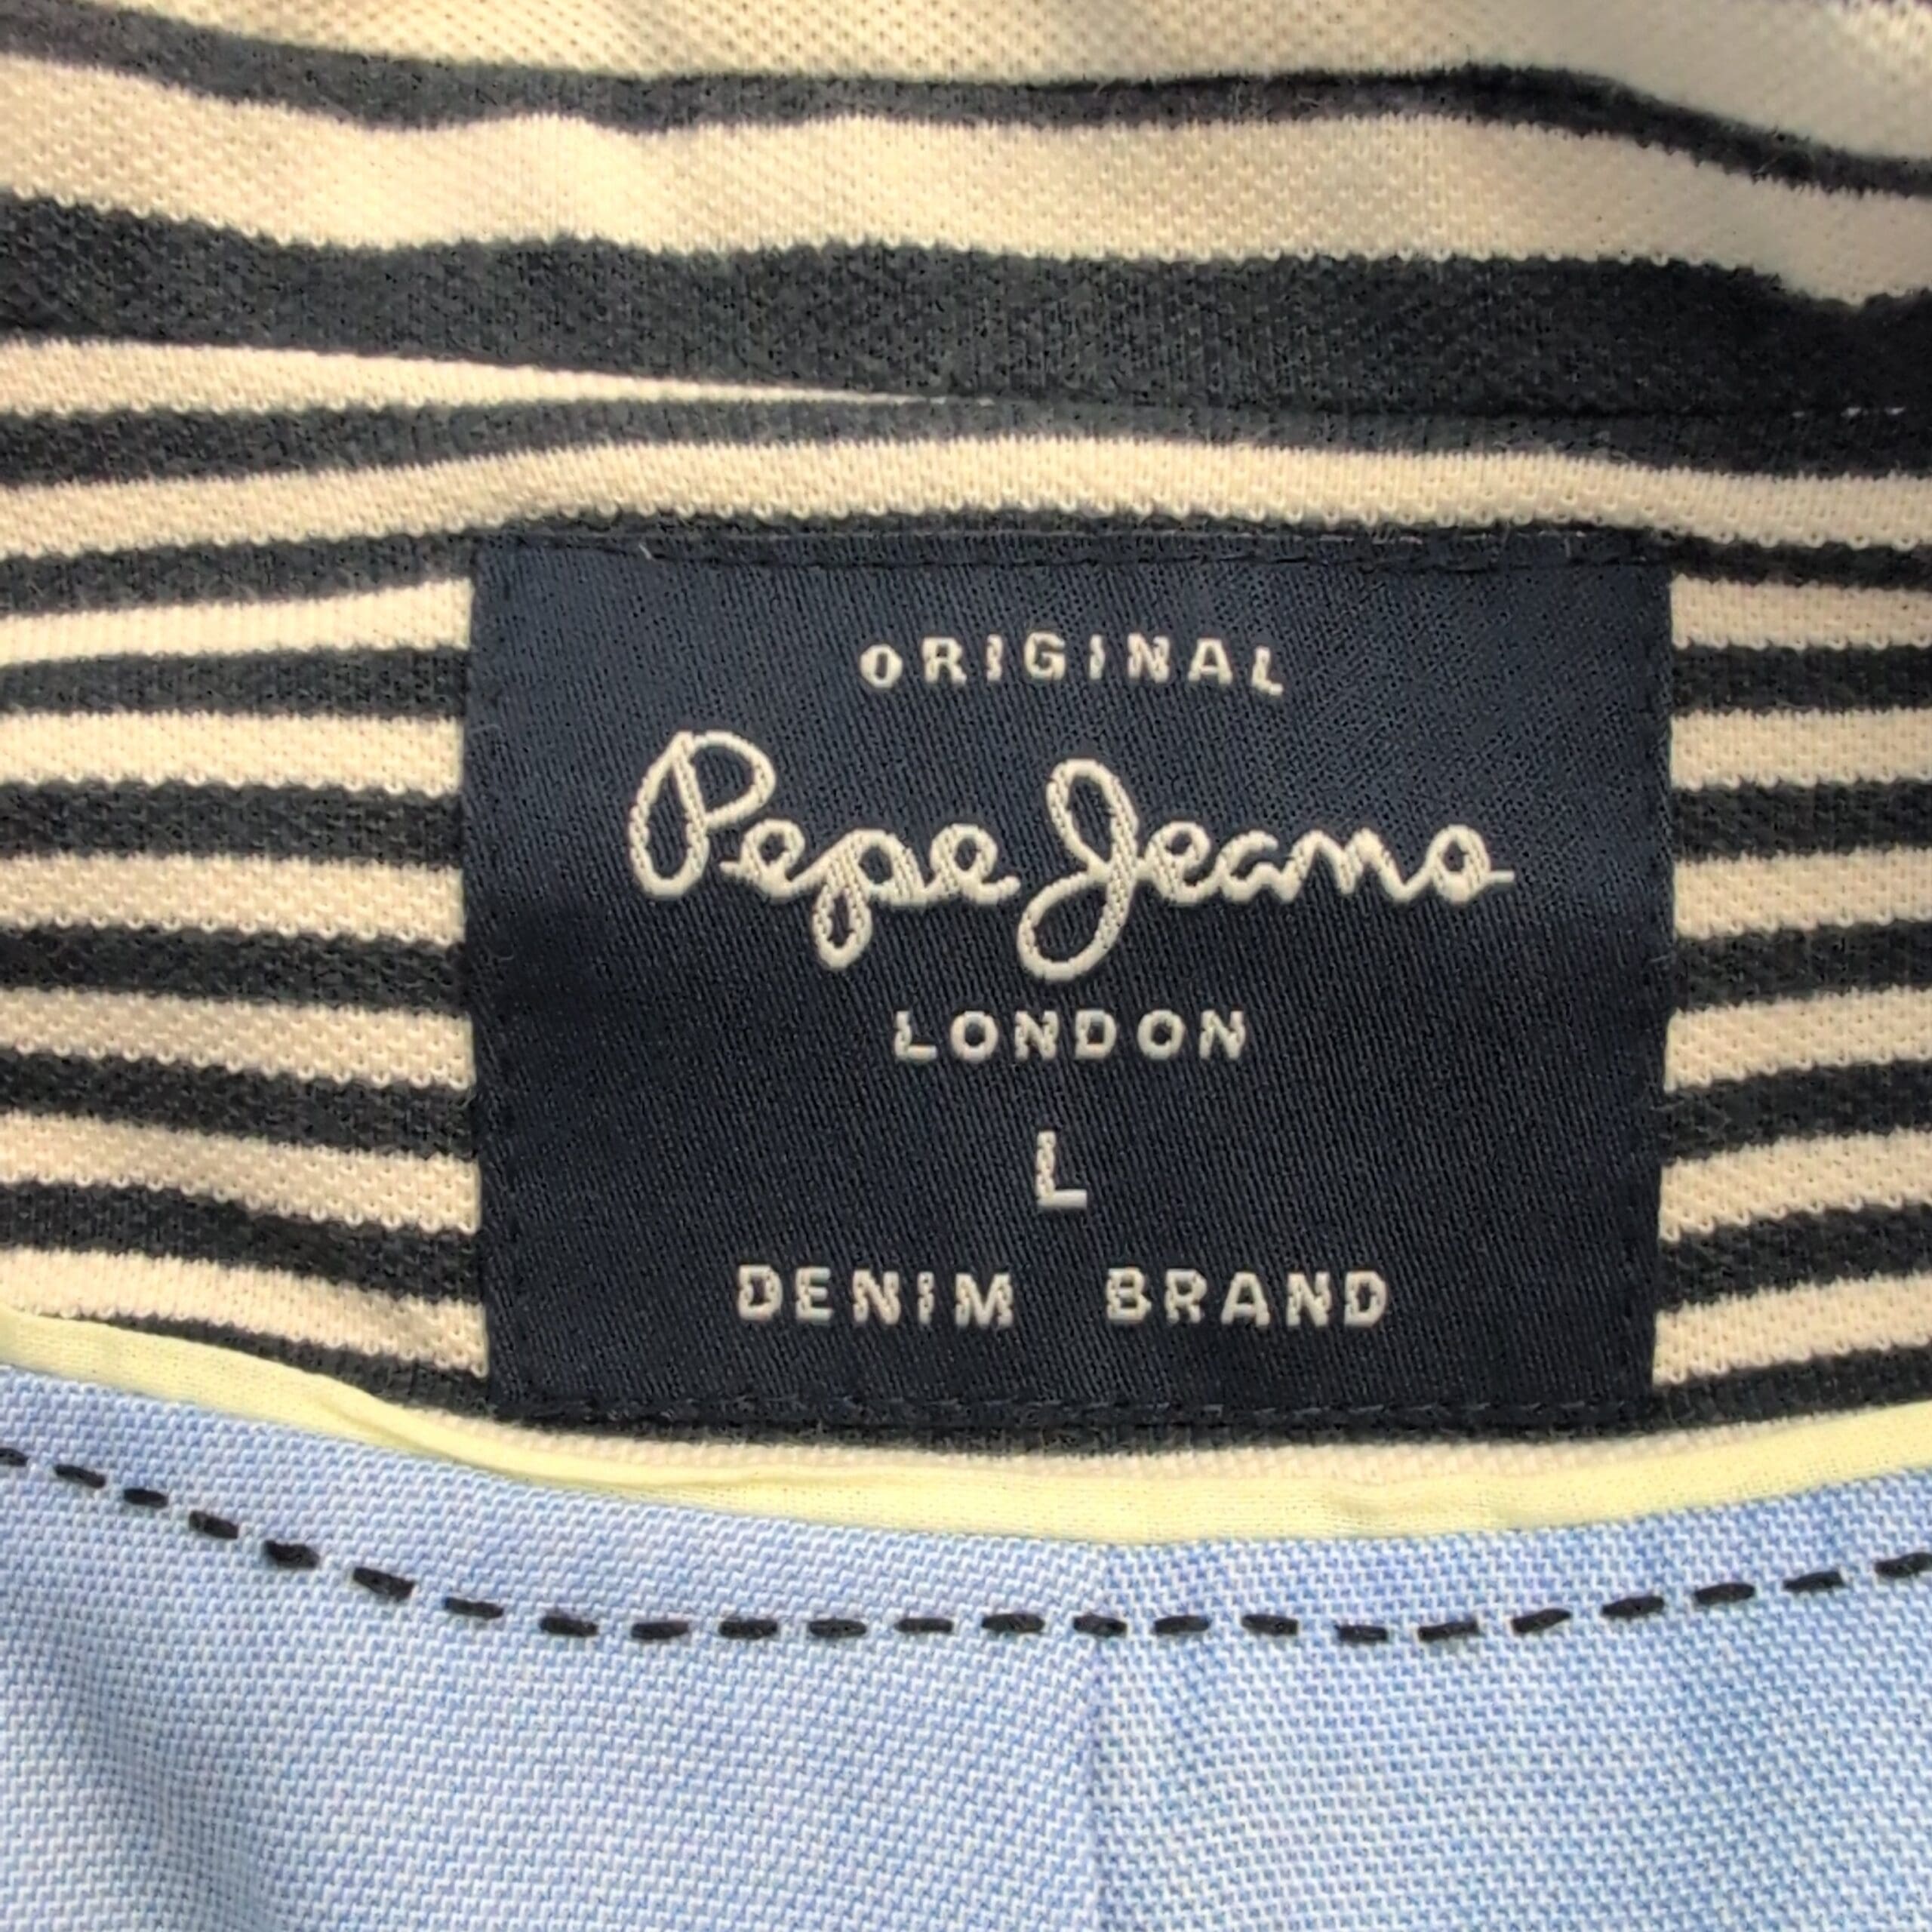 ORIGINAL
Pepe Jeans
LONDON
L
DENIM BRAND